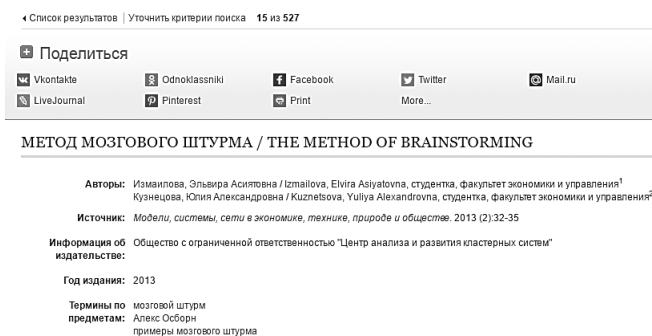 Список результатов Уточнить критерии поиска 15 из 527
Поделиться
Vkontakte Odnoklassniki Facebook Twitter Mail.ru
LiveJournal Pinterest Print More...
МЕТОД МОЗГОВОГО ШТУРМА / THE METHOD OF BRAINSTORMING
Авторы: Измаилова, Эльвира Асиятовна / Izmailova, Elvira Asiyatovna, студентка, факультет экономики и управления1
Кузнецова, Юлия Александровна / Kuznetsova, Yuliya Alexandrovna, студентка, факультет экономики и управления2
Источник: Модели, системы, сети в экономике, технике, природе и обществе. 2013 (2):32-35
Информация об издательстве: Общество с ограниченной ответственностью "Центр анализа и развития кластерных систем"
Год издания: 2013
Термины по предметам: мозговой штурм
Алекс Осборн
примеры мозгового штурма